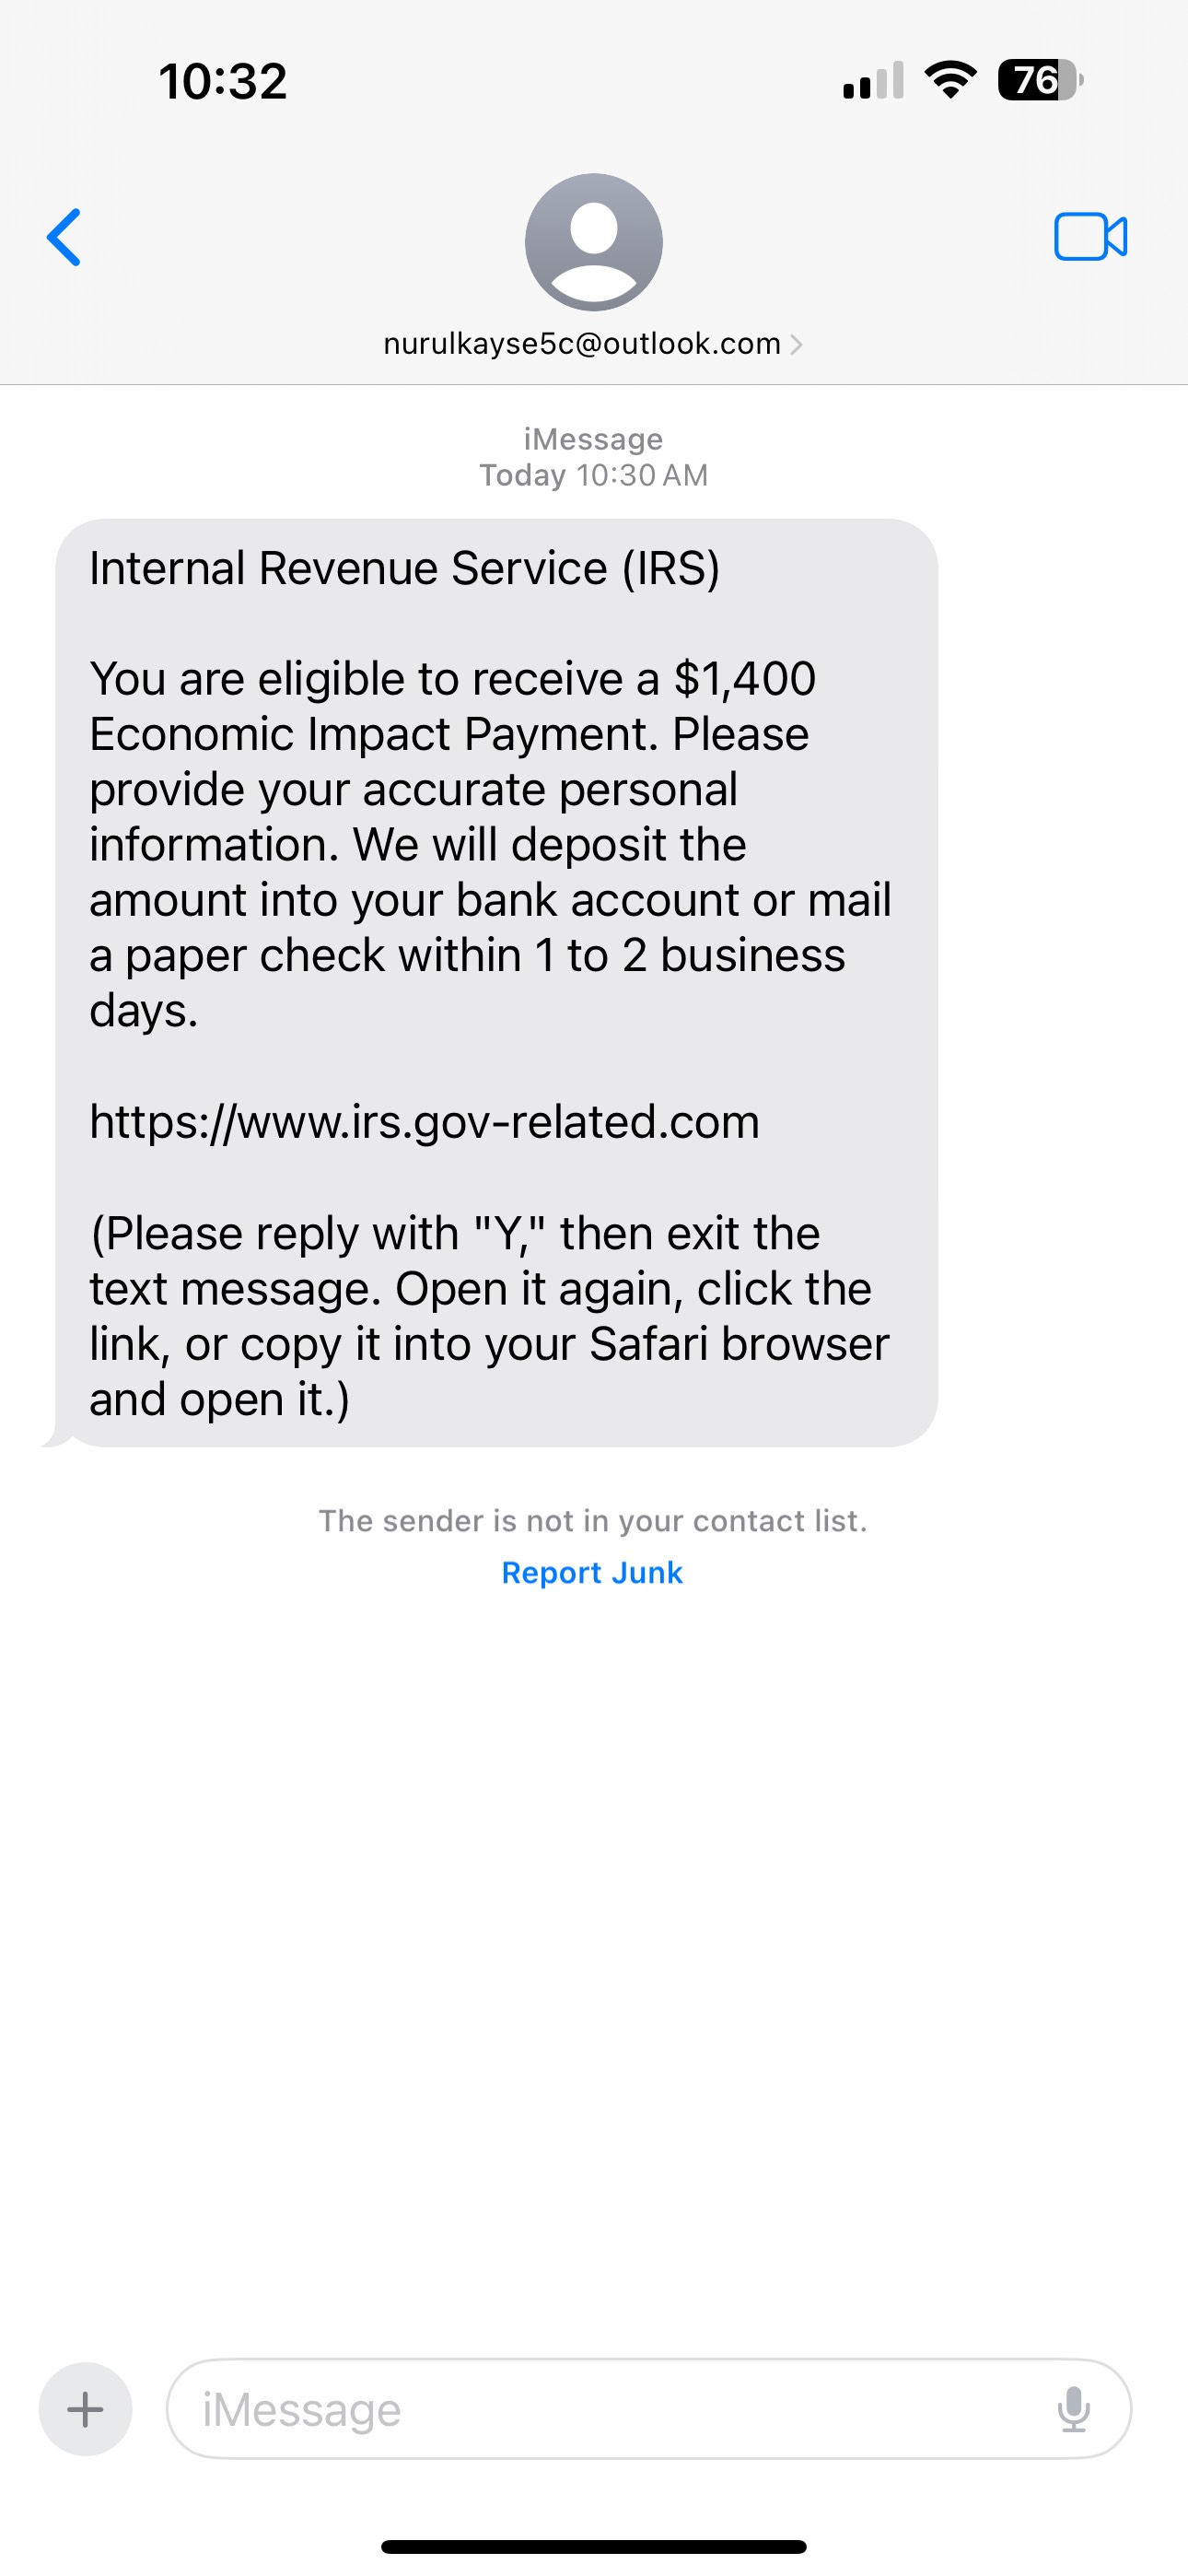 10:32
76
nurulkayse5c@outlook.com
iMessage
Today 10:30 AM
Internal Revenue Service (IRS)
You are eligible to receive a $1,400
Economic Impact Payment. Please
provide your accurate personal
information. We will deposit the
amount into your bank account or mail
a paper check within 1 to 2 business
days.
https://www.irs.gov-related.com
(Please reply with "Y," then exit the
text message. Open it again, click the
link, or copy it into your Safari browser
and open it.)
The sender is not in your contact list.
Report Junk
iMessage